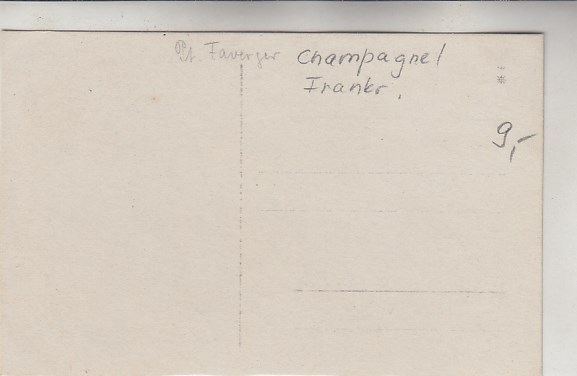 Pt. Faverger Champagne/
Frankr.
9,-